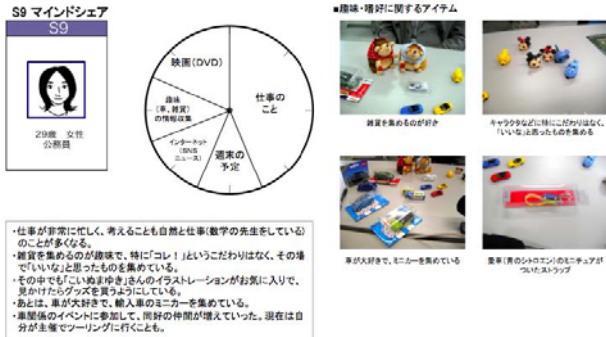 S9 マインドシェア
S9
29歳 女性
公務員
映画(DVD)
趣味
(車、雑貨)
の情報収集
インターネット
(SNS
ニュース)
週末の
予定
仕事の
こと
・仕事が非常に忙しく、考えることも自然と仕事(数学の先生をしている)
のことが多くなる。
・雑貨を集めるのが趣味で、特に「コレ！」というこだわりはなく、その場
で「いいな」と思ったものを集めている。
・その中でも「こいぬまゆき」さんのイラストレーションがお気に入りで、
見かけたらグッズを買うようにしている。
・あとは、車が大好きで、輸入車のミニカーを集めている。
・車関係のイベントに参加して、同好の仲間が増えていった。現在は自
分が主催でツーリングに行くことも。
■趣味・嗜好に関するアイテム
雑貨を集めるのが好き
キャラクタなどに特にこだわりはなく、
「いいな」と思ったものを集める
車が大好きで、ミニカーを集めている
愛車(青のシトロエン)のミニチュアが
ついたストラップ